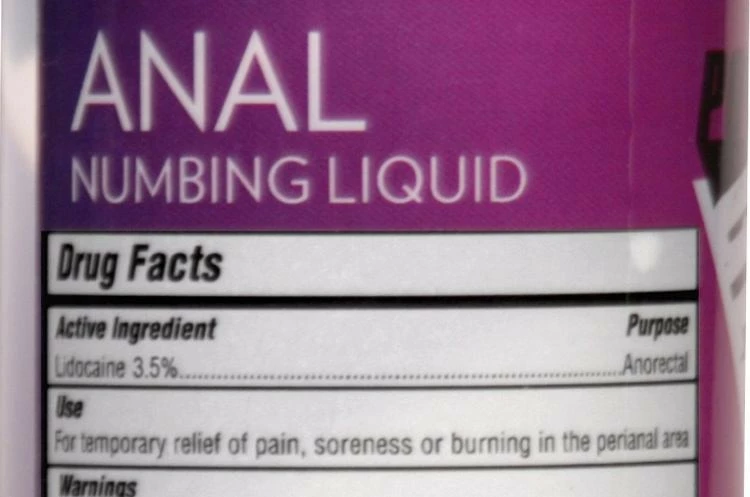 ANAL
NUMBING LIQUID
Drug Facts
Active Ingredient Purpose
Lidocaine 3.5%..........................................................................Anorectal
Use
For temporary relief of pain, soreness or burning in the perianal area
Warnings